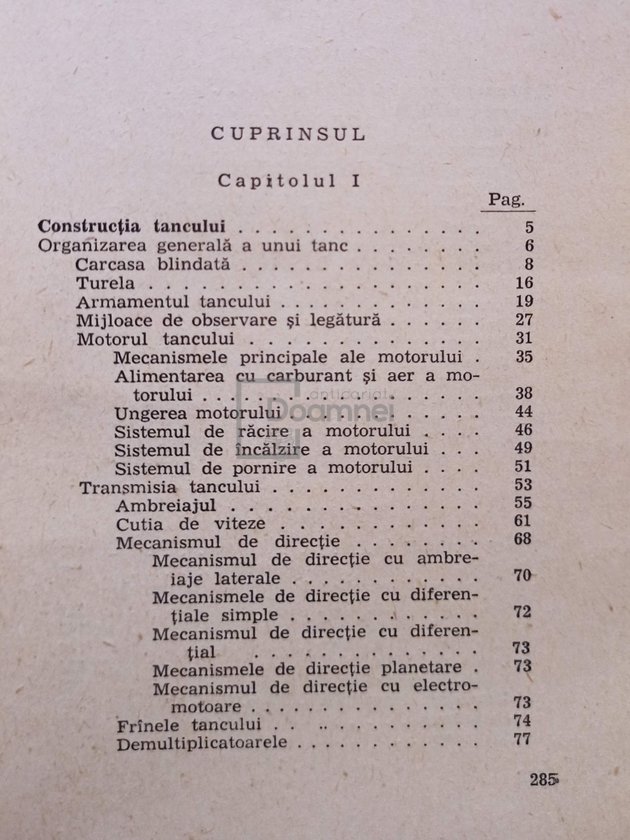 CUPRINSUL
Capitolul I
Pag.
Construcția tancului . . . . . . . . . . . . . . . 5
Organizarea generală a unui tanc . . . . . . . . 6
Carcasa blindată . . . . . . . . . . . . . . . 8
Turela . . . . . . . . . . . . . . . . . . . . 16
Armamentul tancului . . . . . . . . . . . . . 19
Mijloace de observare și legătură . . . . . . 27
Motorul tancului . . . . . . . . . . . . . . . 31
Mecanismele principale ale motorului . 35
Alimentarea cu carburant și aer a mo-
torului . . . . . . . . . . . . . . . . . 38
Ungerea motorului . . . . . . . . . . . . 44
Sistemul de răcire a motorului . . . . 46
Sistemul de încălzire a motorului . . . 49
Sistemul de pornire a motorului . . . . 51
Transmisia tancului . . . . . . . . . . . . . 53
Ambreiajul . . . . . . . . . . . . . . . 55
Cutia de viteze . . . . . . . . . . . . 61
Mecanismul de direcție . . . . . . . . 68
Mecanismul de direcție cu ambre-
iaje laterale . . . . . . . . . . . 70
Mecanismele de direcție cu diferen-
țiale simple . . . . . . . . . . . 72
Mecanismul de direcție cu diferen-
țial . . . . . . . . . . . . . 73
Mecanismele de direcție planetare . 73
Mecanismul de direcție cu electro-
motoare . . . . . . . . . . . . . 73
Frînele tancului . . . . . . . . . . . . 74
Demultiplicatoarele . . . . . . . . . . . 77
285
anticariat
Doamnei